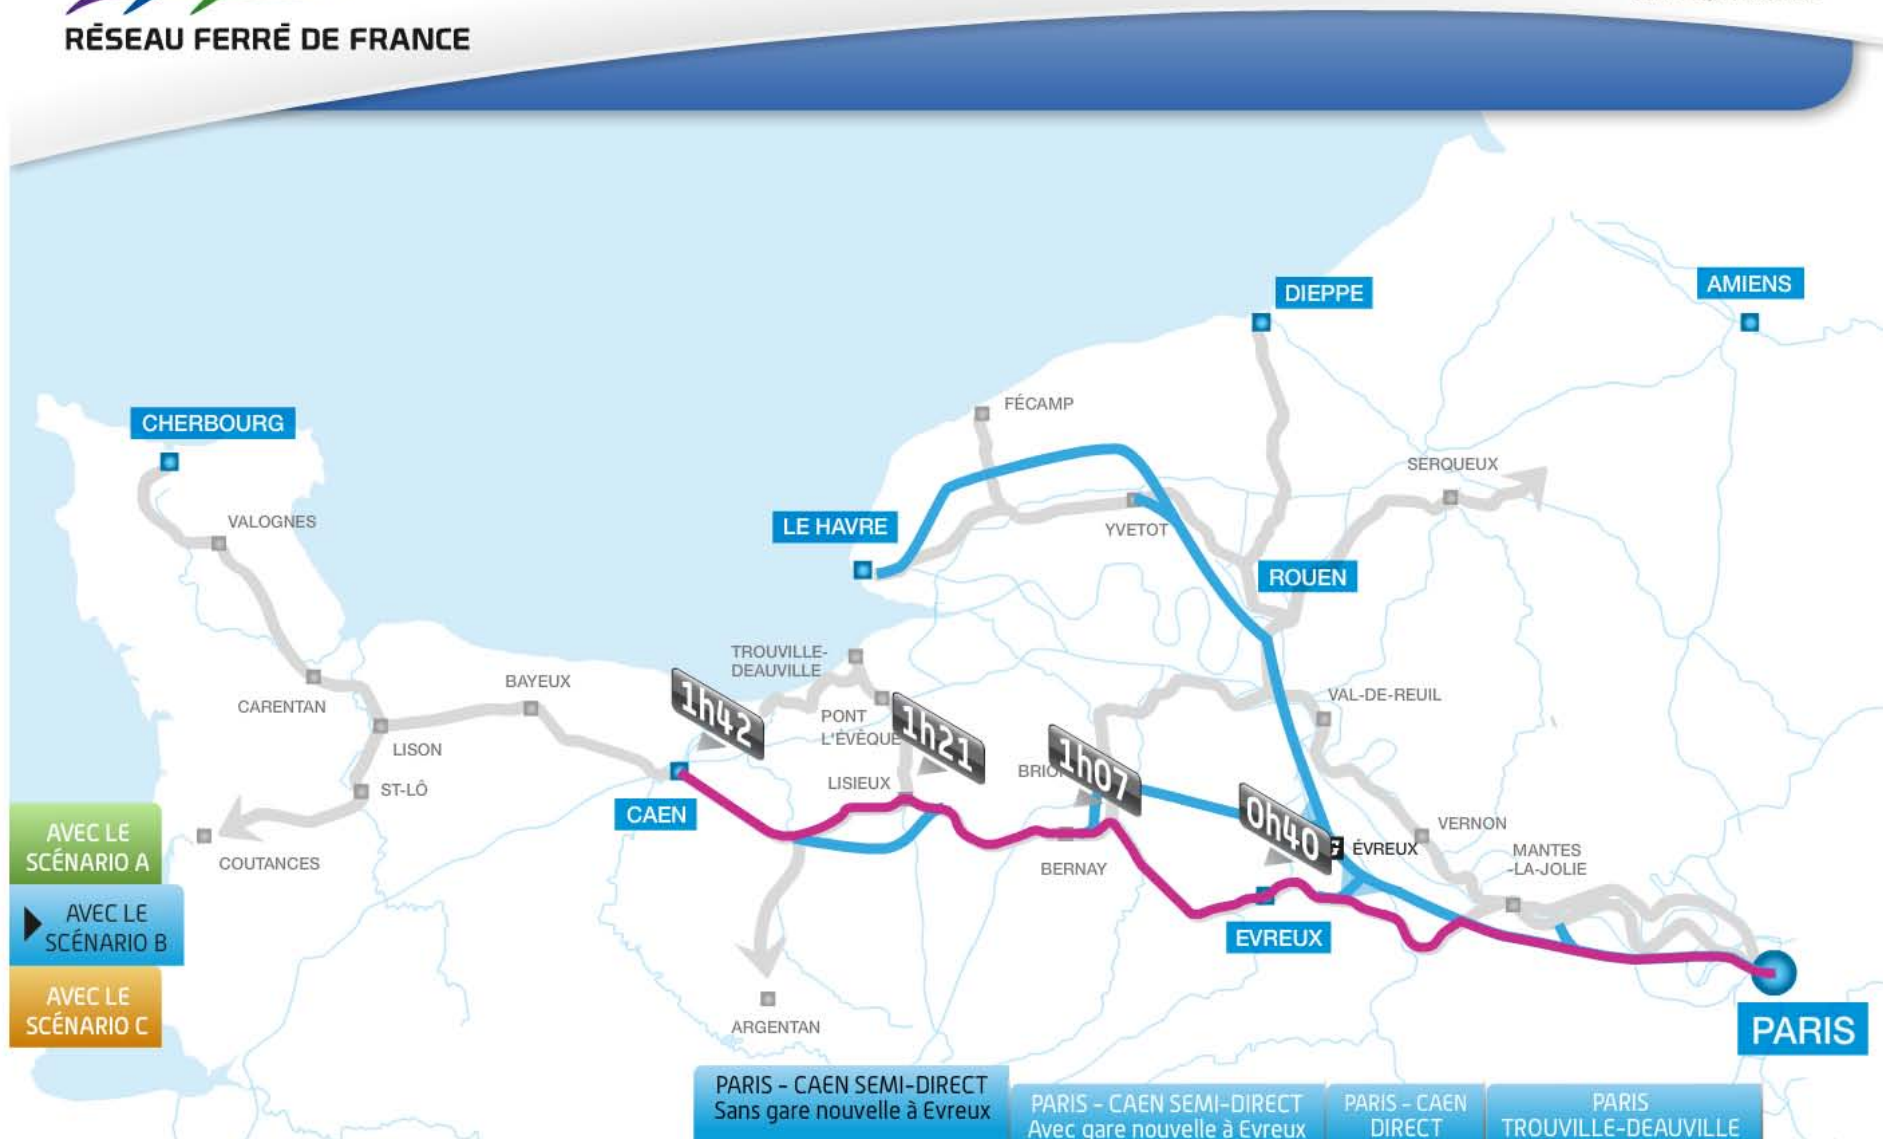 RÉSEAU FERRÉ DE FRANCE
DIEPPE
AMIENS
FÉCAMP
CHERBOURG
SERQUEUX
VALOGNES
LE HAVRE
YVETOT
ROUEN
TROUVILLE-
DEAUVILLE
BAYEUX
1h42
VAL-DE-REUIL
CARENTAN
PONT
L'ÉVÊQUE
1h21
LISON
1h07
LISIEUX
ST-LÔ
CAEN
0h40
VERNON
AVEC LE
SCÉNARIO A
COUTANCES
BERNAY
ÉVREUX
MANTES
-LA-JOLIE
AVEC LE
SCÉNARIO B
EVREUX
AVEC LE
SCÉNARIO C
ARGENTAN
PARIS
PARIS - CAEN SEMI-DIRECT
Sans gare nouvelle à Evreux
PARIS - CAEN SEMI-DIRECT
Avec gare nouvelle à Evreux
PARIS - CAEN
DIRECT
PARIS
TROUVILLE-DEAUVILLE